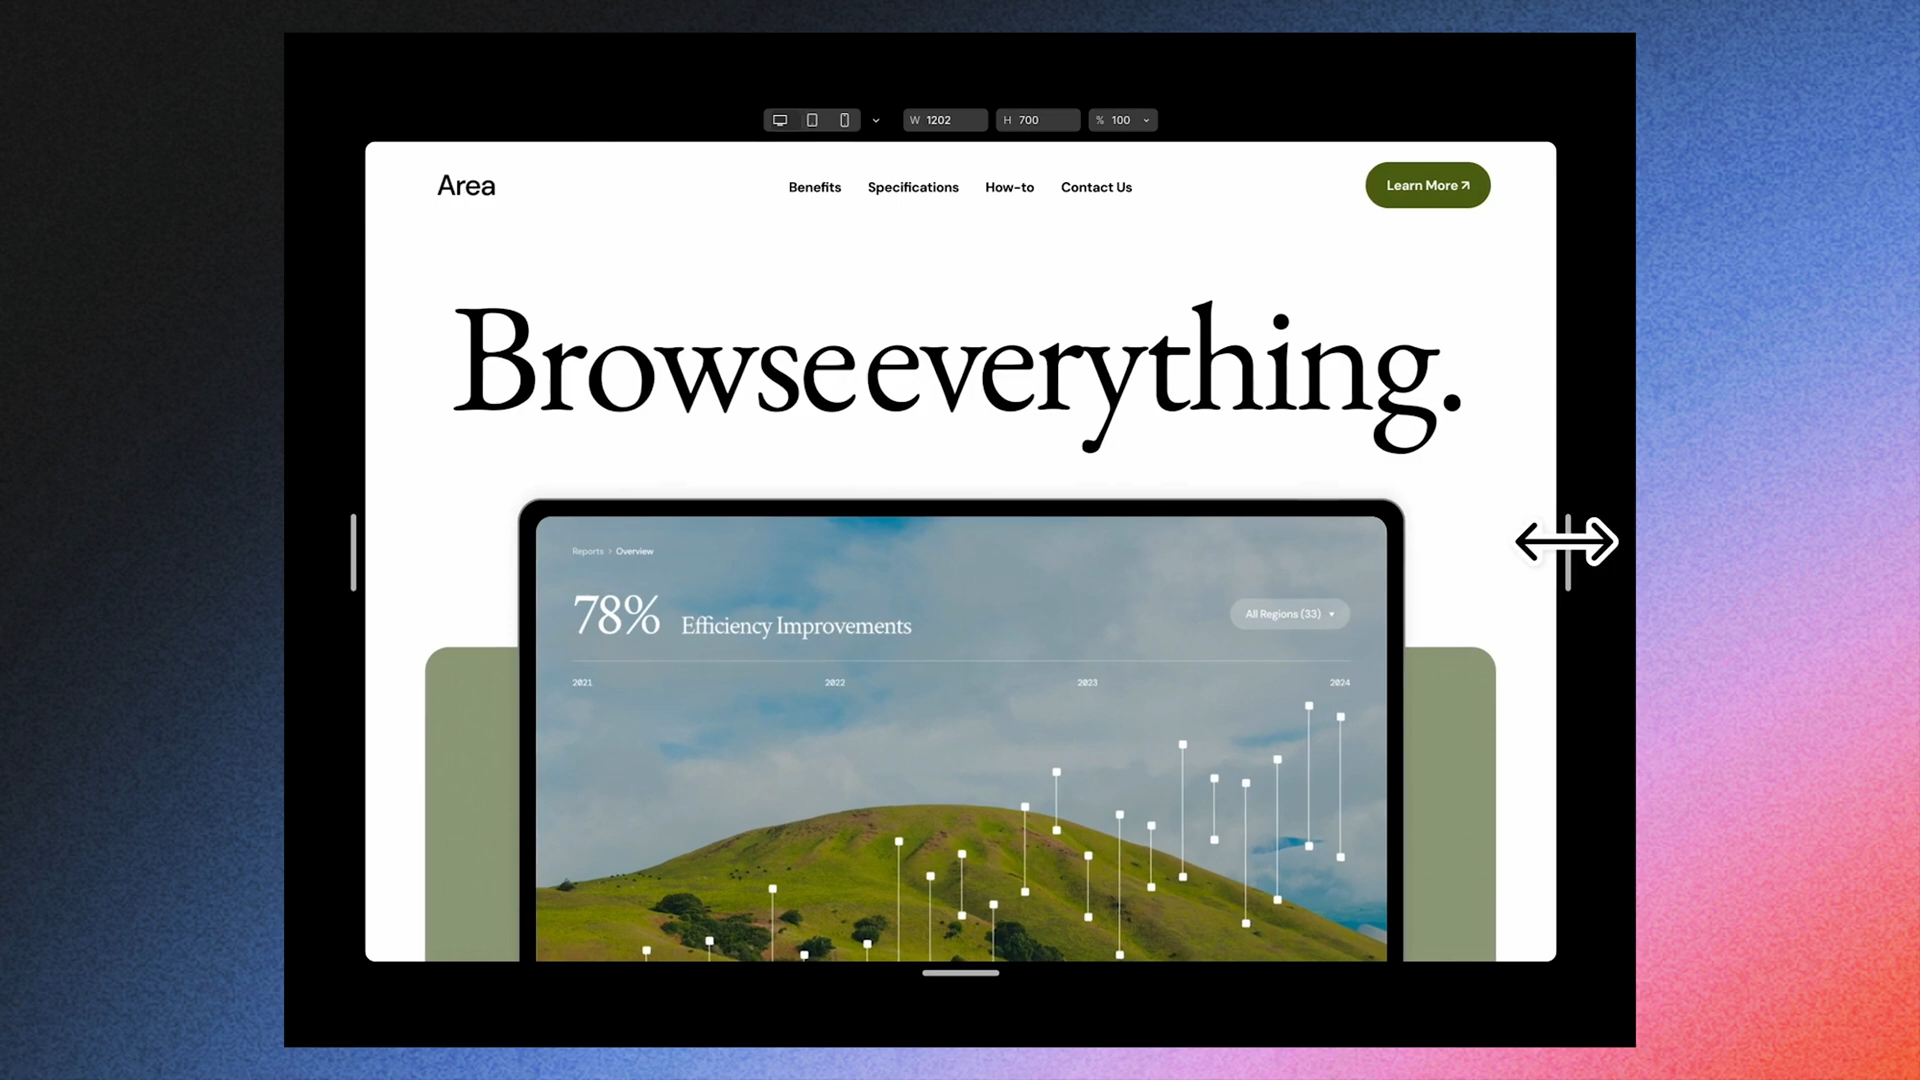 W 1202 H 700 % 100
Area
Benefits Specifications How-to Contact Us
Learn More
Browse everything.
Reports > Overview
78% Efficiency Improvements
All Regions (33)
2021 2022 2023 2024